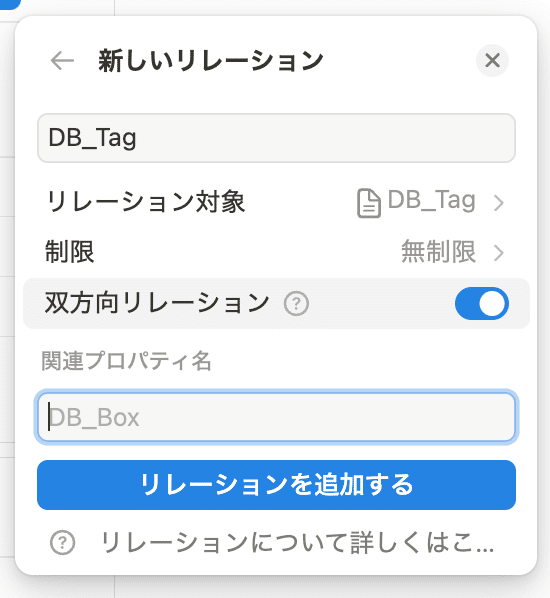 新しいリレーション
DB_Tag
リレーション対象 DB_Tag
制限 無制限
双方向リレーション ?
関連プロパティ名
DB_Box
リレーションを追加する
? リレーションについて詳しくはこ...